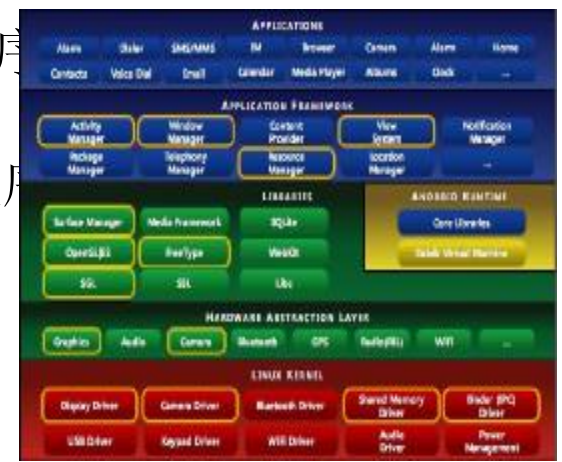 序
库
APPLICATIONS
Alarm Dialer SMS/MMS IM Browser Camera Alarm Home
Contacts Voice Dial Email Calendar Media Player Albums Clock ...
APPLICATION FRAMEWORK
Activity Manager Window Manager Content Provider View System Notification Manager
Package Manager Telephony Manager Resource Manager Location Manager ...
LIBRARIES ANDROID RUNTIME
Surface Manager Media Framework SQLite Core Libraries
OpenGL|ES FreeType WebKit Dalvik Virtual Machine
SGL SSL Libc
HARDWARE ABSTRACTION LAYER
Graphics Audio Camera Bluetooth GPS Radio(RIL) WiFi ...
LINUX KERNEL
Display Driver Camera Driver Bluetooth Driver Shared Memory Driver Binder (IPC) Driver
USB Driver Keypad Driver WiFi Driver Audio Driver Power Management